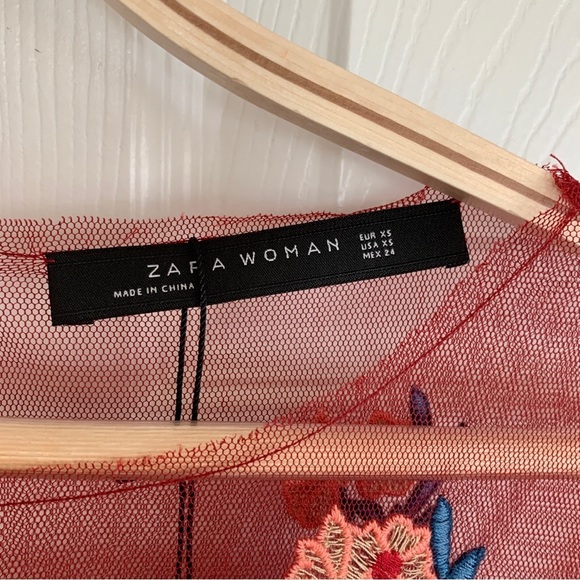 ZARA WOMAN
MADE IN CHINA
EUR XS
USA XS
MEX 24